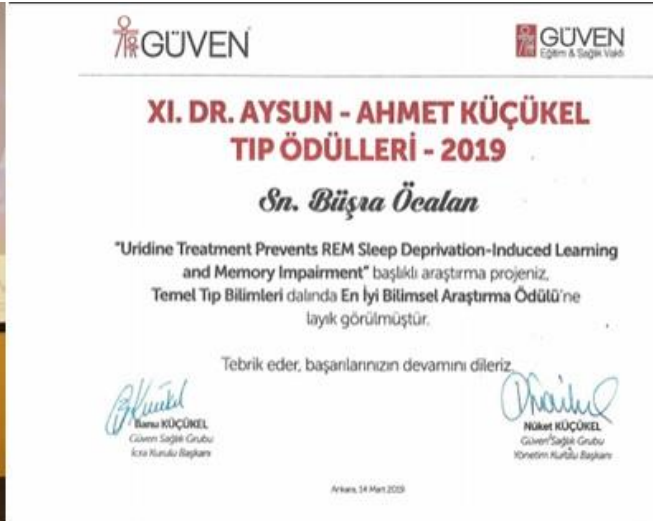 GÜVEN
GÜVEN
Eğitim & Sağlık Vakfı
XI. DR. AYSUN - AHMET KÜÇÜKEL
TIP ÖDÜLLERİ - 2019
Sn. Büşra Öcalan
"Uridine Treatment Prevents REM Sleep Deprivation-Induced Learning
and Memory Impairment" başlıklı araştırma projeniz,
Temel Tıp Bilimleri dalında En İyi Bilimsel Araştırma Ödülü'ne
layık görülmüştür.
Tebrik eder, başarılarınızın devamını dileriz.
Banu KÜÇÜKEL
Güven Sağlık Grubu
İcra Kurulu Başkanı
Nüket KÜÇÜKEL
Güven Sağlık Grubu
Yönetim Kurulu Başkanı
Ankara, 14 Mart 2019